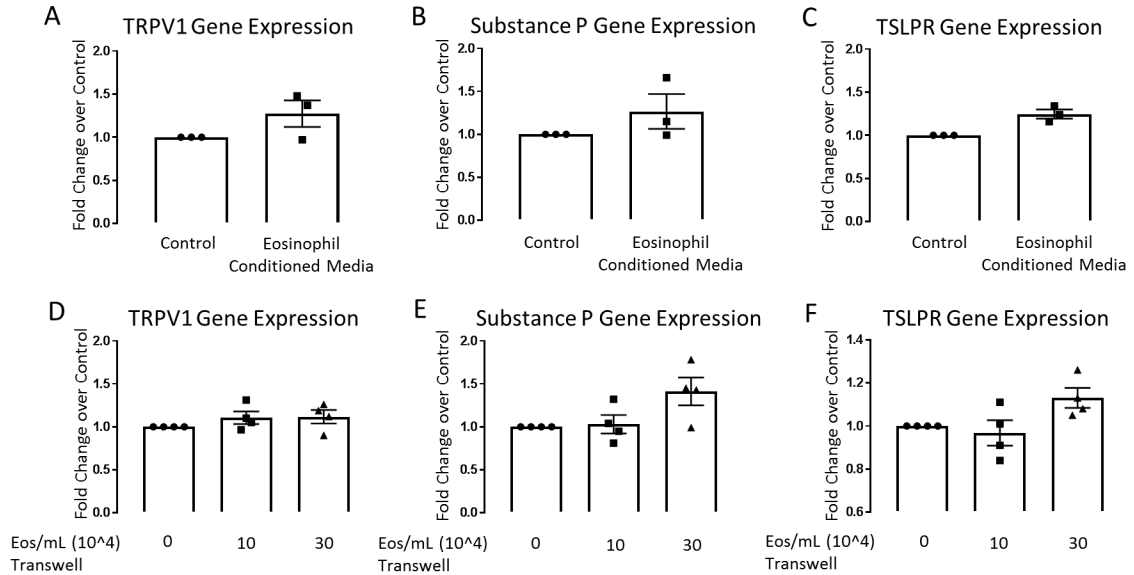 A
TRPV1 Gene Expression
Fold Change over Control
2.0
1.5
1.0
0.5
0.0
Control
Eosinophil
Conditioned Media
B
Substance P Gene Expression
Fold Change over Control
2.0
1.5
1.0
0.5
0.0
Control
Eosinophil
Conditioned Media
C
TSLPR Gene Expression
Fold Change over Control
2.0
1.5
1.0
0.5
0.0
Control
Eosinophil
Conditioned Media
D
TRPV1 Gene Expression
Fold Change over Control
2.0
1.5
1.0
0.5
0.0
Eos/mL (10^4) 0 10 30
Transwell
E
Substance P Gene Expression
Fold Change over Control
2.0
1.5
1.0
0.5
0.0
Eos/mL (10^4) 0 10 30
Transwell
F
TSLPR Gene Expression
Fold Change over Control
1.4
1.2
1.0
0.8
0.6
Eos/mL (10^4) 0 10 30
Transwell